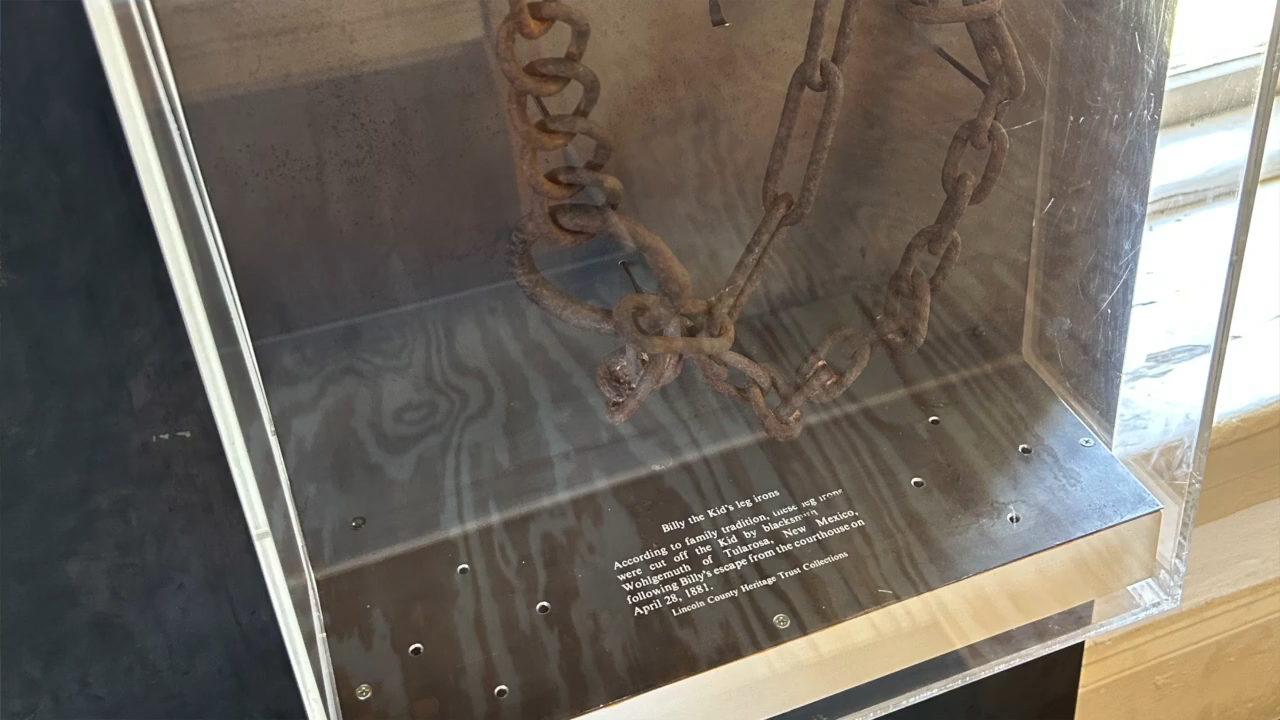 Billy the Kid's leg irons
According to family tradition, these leg irons
were cut off the Kid by blacksmith
Wohlgemuth of Tularosa, New Mexico,
following Billy's escape from the courthouse on
April 28, 1881.
Lincoln County Heritage Trust Collections